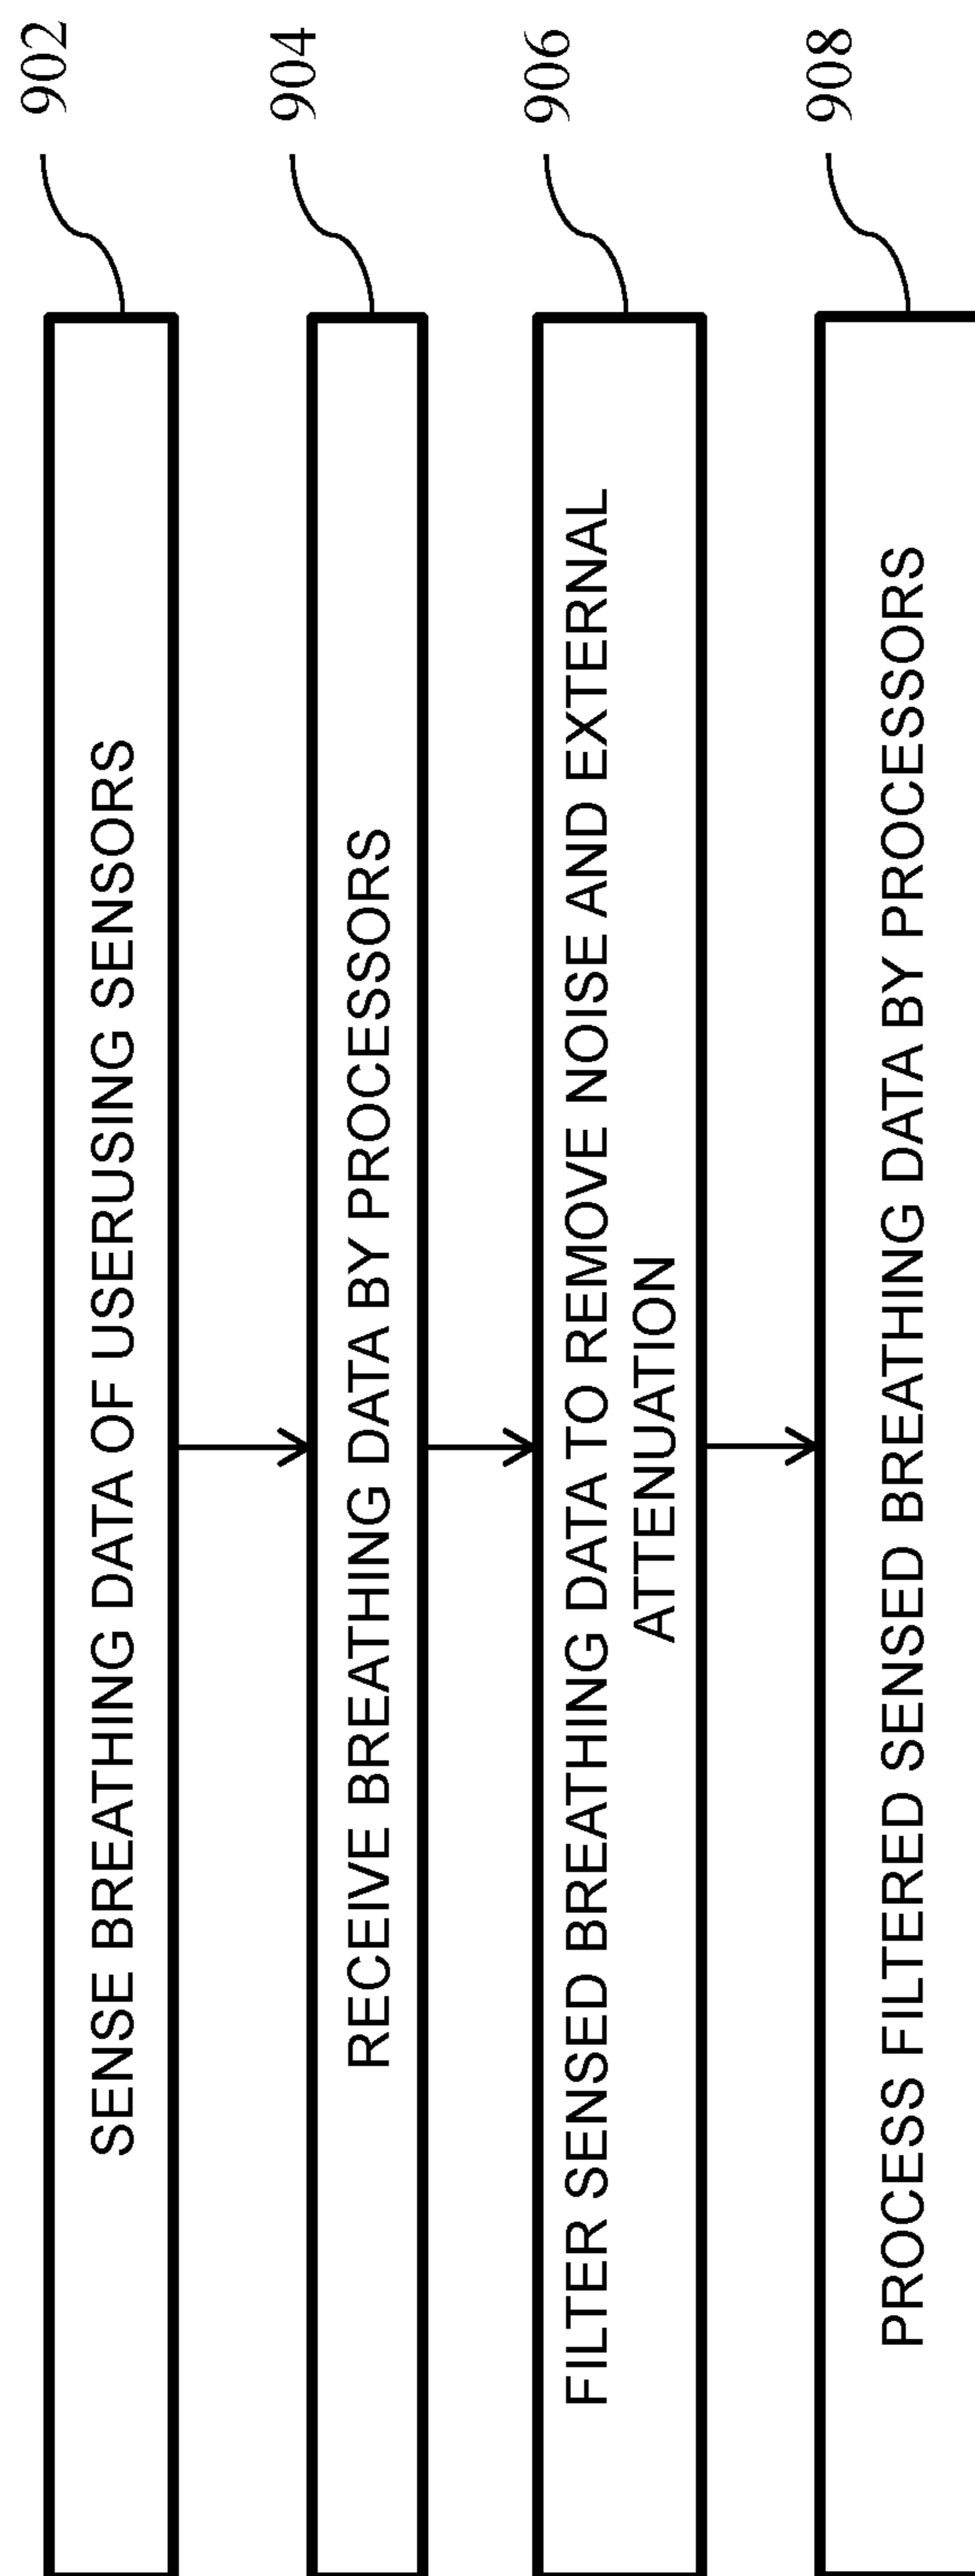 902
SENSE BREATHING DATA OF USERUSING SENSORS
904
RECEIVE BREATHING DATA BY PROCESSORS
906
FILTER SENSED BREATHING DATA TO REMOVE NOISE AND EXTERNAL
ATTENUATION
908
PROCESS FILTERED SENSED BREATHING DATA BY PROCESSORS